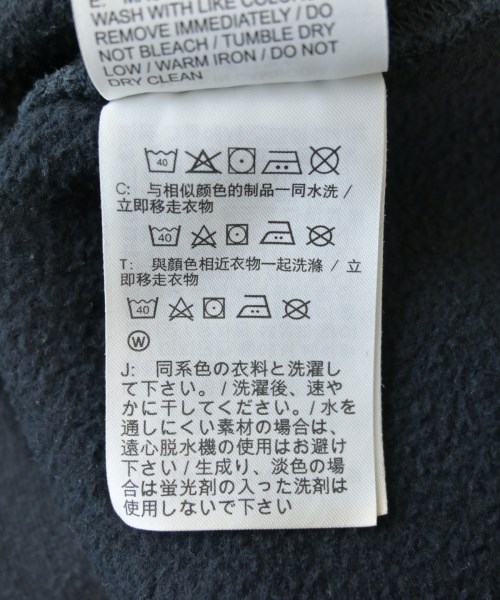 WASH WITH LIKE COLORS
REMOVE IMMEDIATELY / DO
NOT BLEACH / TUMBLE DRY
LOW / WARM IRON / DO NOT
DRY CLEAN
40
C: 与相似颜色的制品一同水洗 /
立即移走衣物
40
T: 與顏色相近衣物一起洗滌 / 立
即移走衣物
40
W
J: 同系色の衣料と洗濯し
て下さい。/ 洗濯後、速や
かに干してください。/ 水を
通しにくい素材の場合は、
遠心脱水機の使用はお避け
下さい / 生成り、淡色の場
合は蛍光剤の入った洗剤は
使用しないで下さい